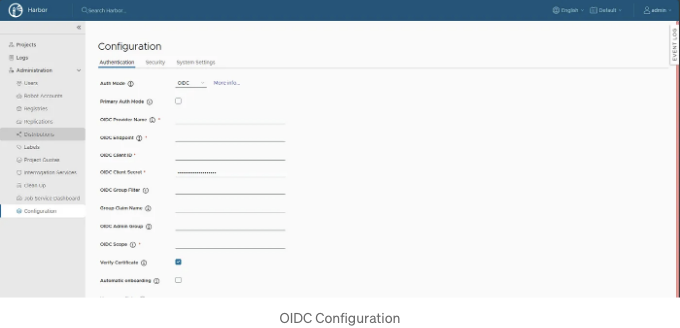 Harbor
Search Harbor...
English
Default
admin
EVENT LOG
Projects
Logs
Administration
Users
Robot Accounts
Registries
Replications
Distributions
Labels
Project Quotas
Interrogation Services
Clean Up
Job Service Dashboard
Configuration
Configuration
Authentication Security System Settings
Auth Mode OIDC More info...
Primary Auth Mode
OIDC Provider Name *
OIDC Endpoint *
OIDC Client ID *
OIDC Client Secret * ••••••••••••••••••••
OIDC Group Filter
Group Claim Name
OIDC Admin Group
OIDC Scope *
Verify Certificate
Automatic onboarding
OIDC Configuration